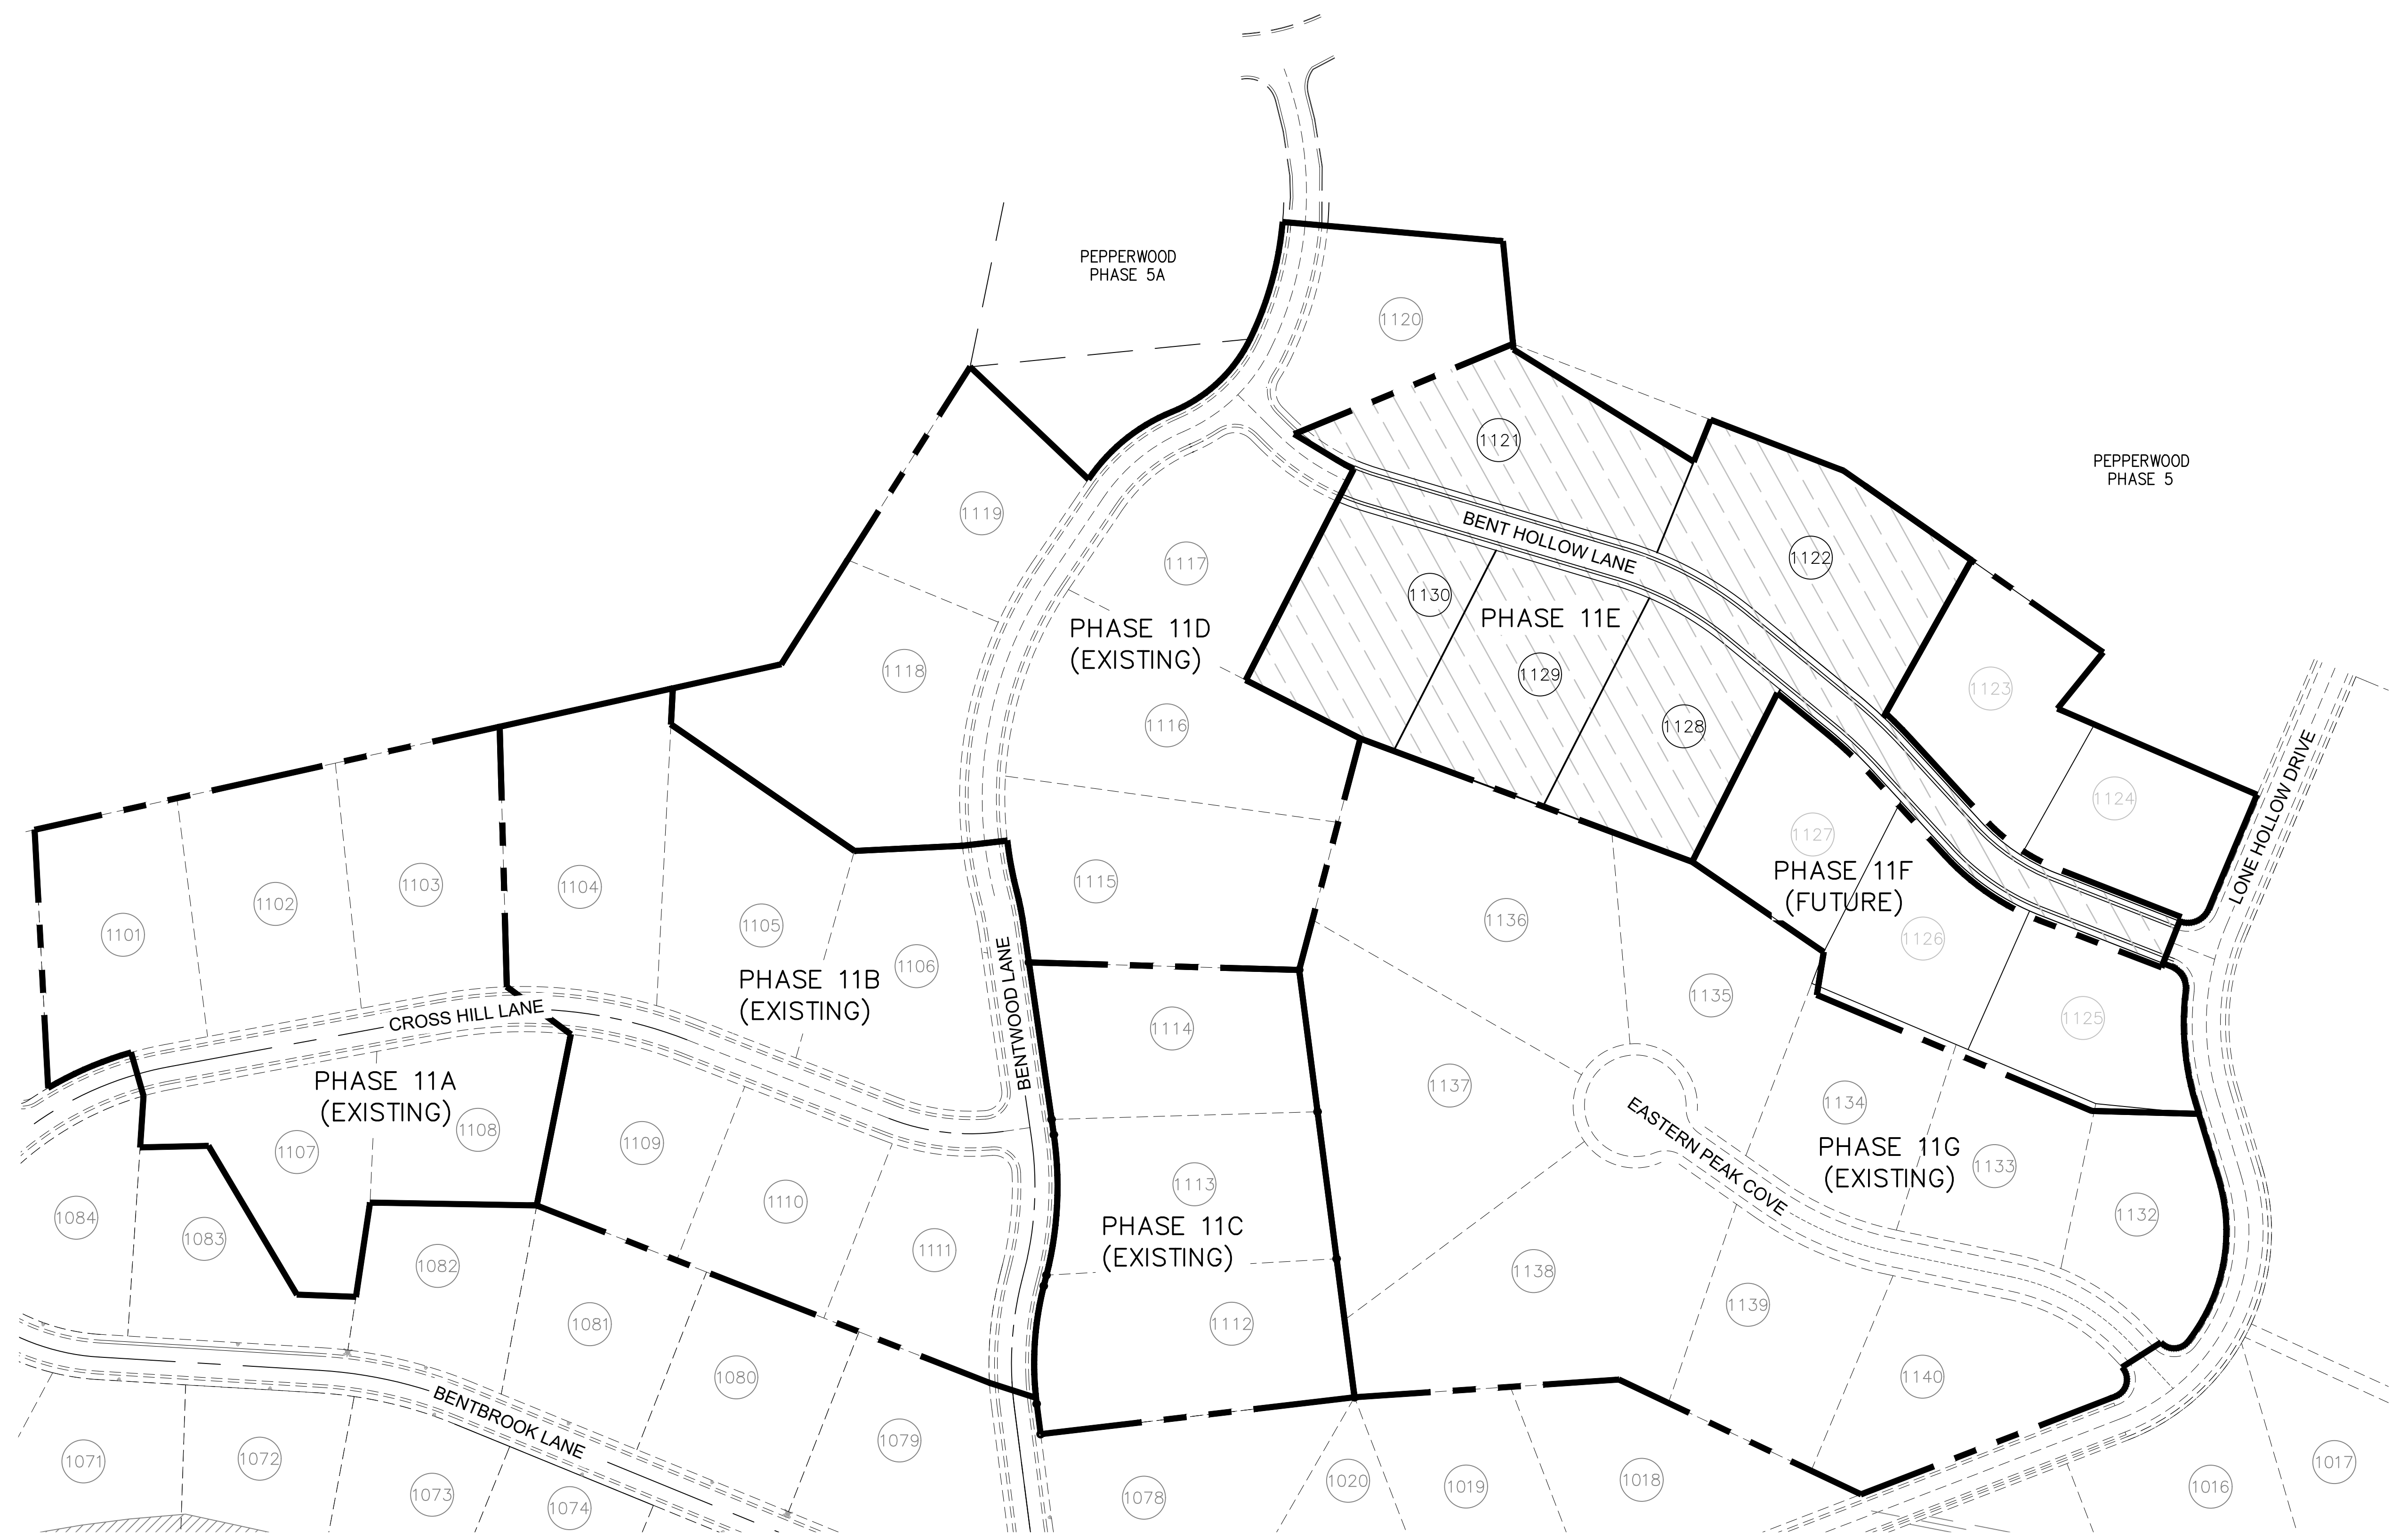 PEPPERWOOD
PHASE 5A
1120
1121
PEPPERWOOD
PHASE 5
1119
1117
BENT HOLLOW LANE
1122
1130
PHASE 11E
PHASE 11D
(EXISTING)
1118
1129
1123
1116
1128
LONE HOLLOW DRIVE
1124
1127
PHASE 11F
(FUTURE)
1115
1103
1104
1102
1101
1105
1136
1126
1106
PHASE 11B
(EXISTING)
BENTWOOD LANE
1135
CROSS HILL LANE
1114
1125
PHASE 11A
(EXISTING)
1137
1134
EASTERN PEAK COVE
1108
1107
1109
PHASE 11G
(EXISTING)
1133
1113
1110
1084
1083
1132
PHASE 11C
(EXISTING)
1111
1082
1138
1139
1081
1112
1080
1140
BENTBROOK LANE
1079
1071
1072
1073
1074
1078
1020
1019
1018
1016
1017